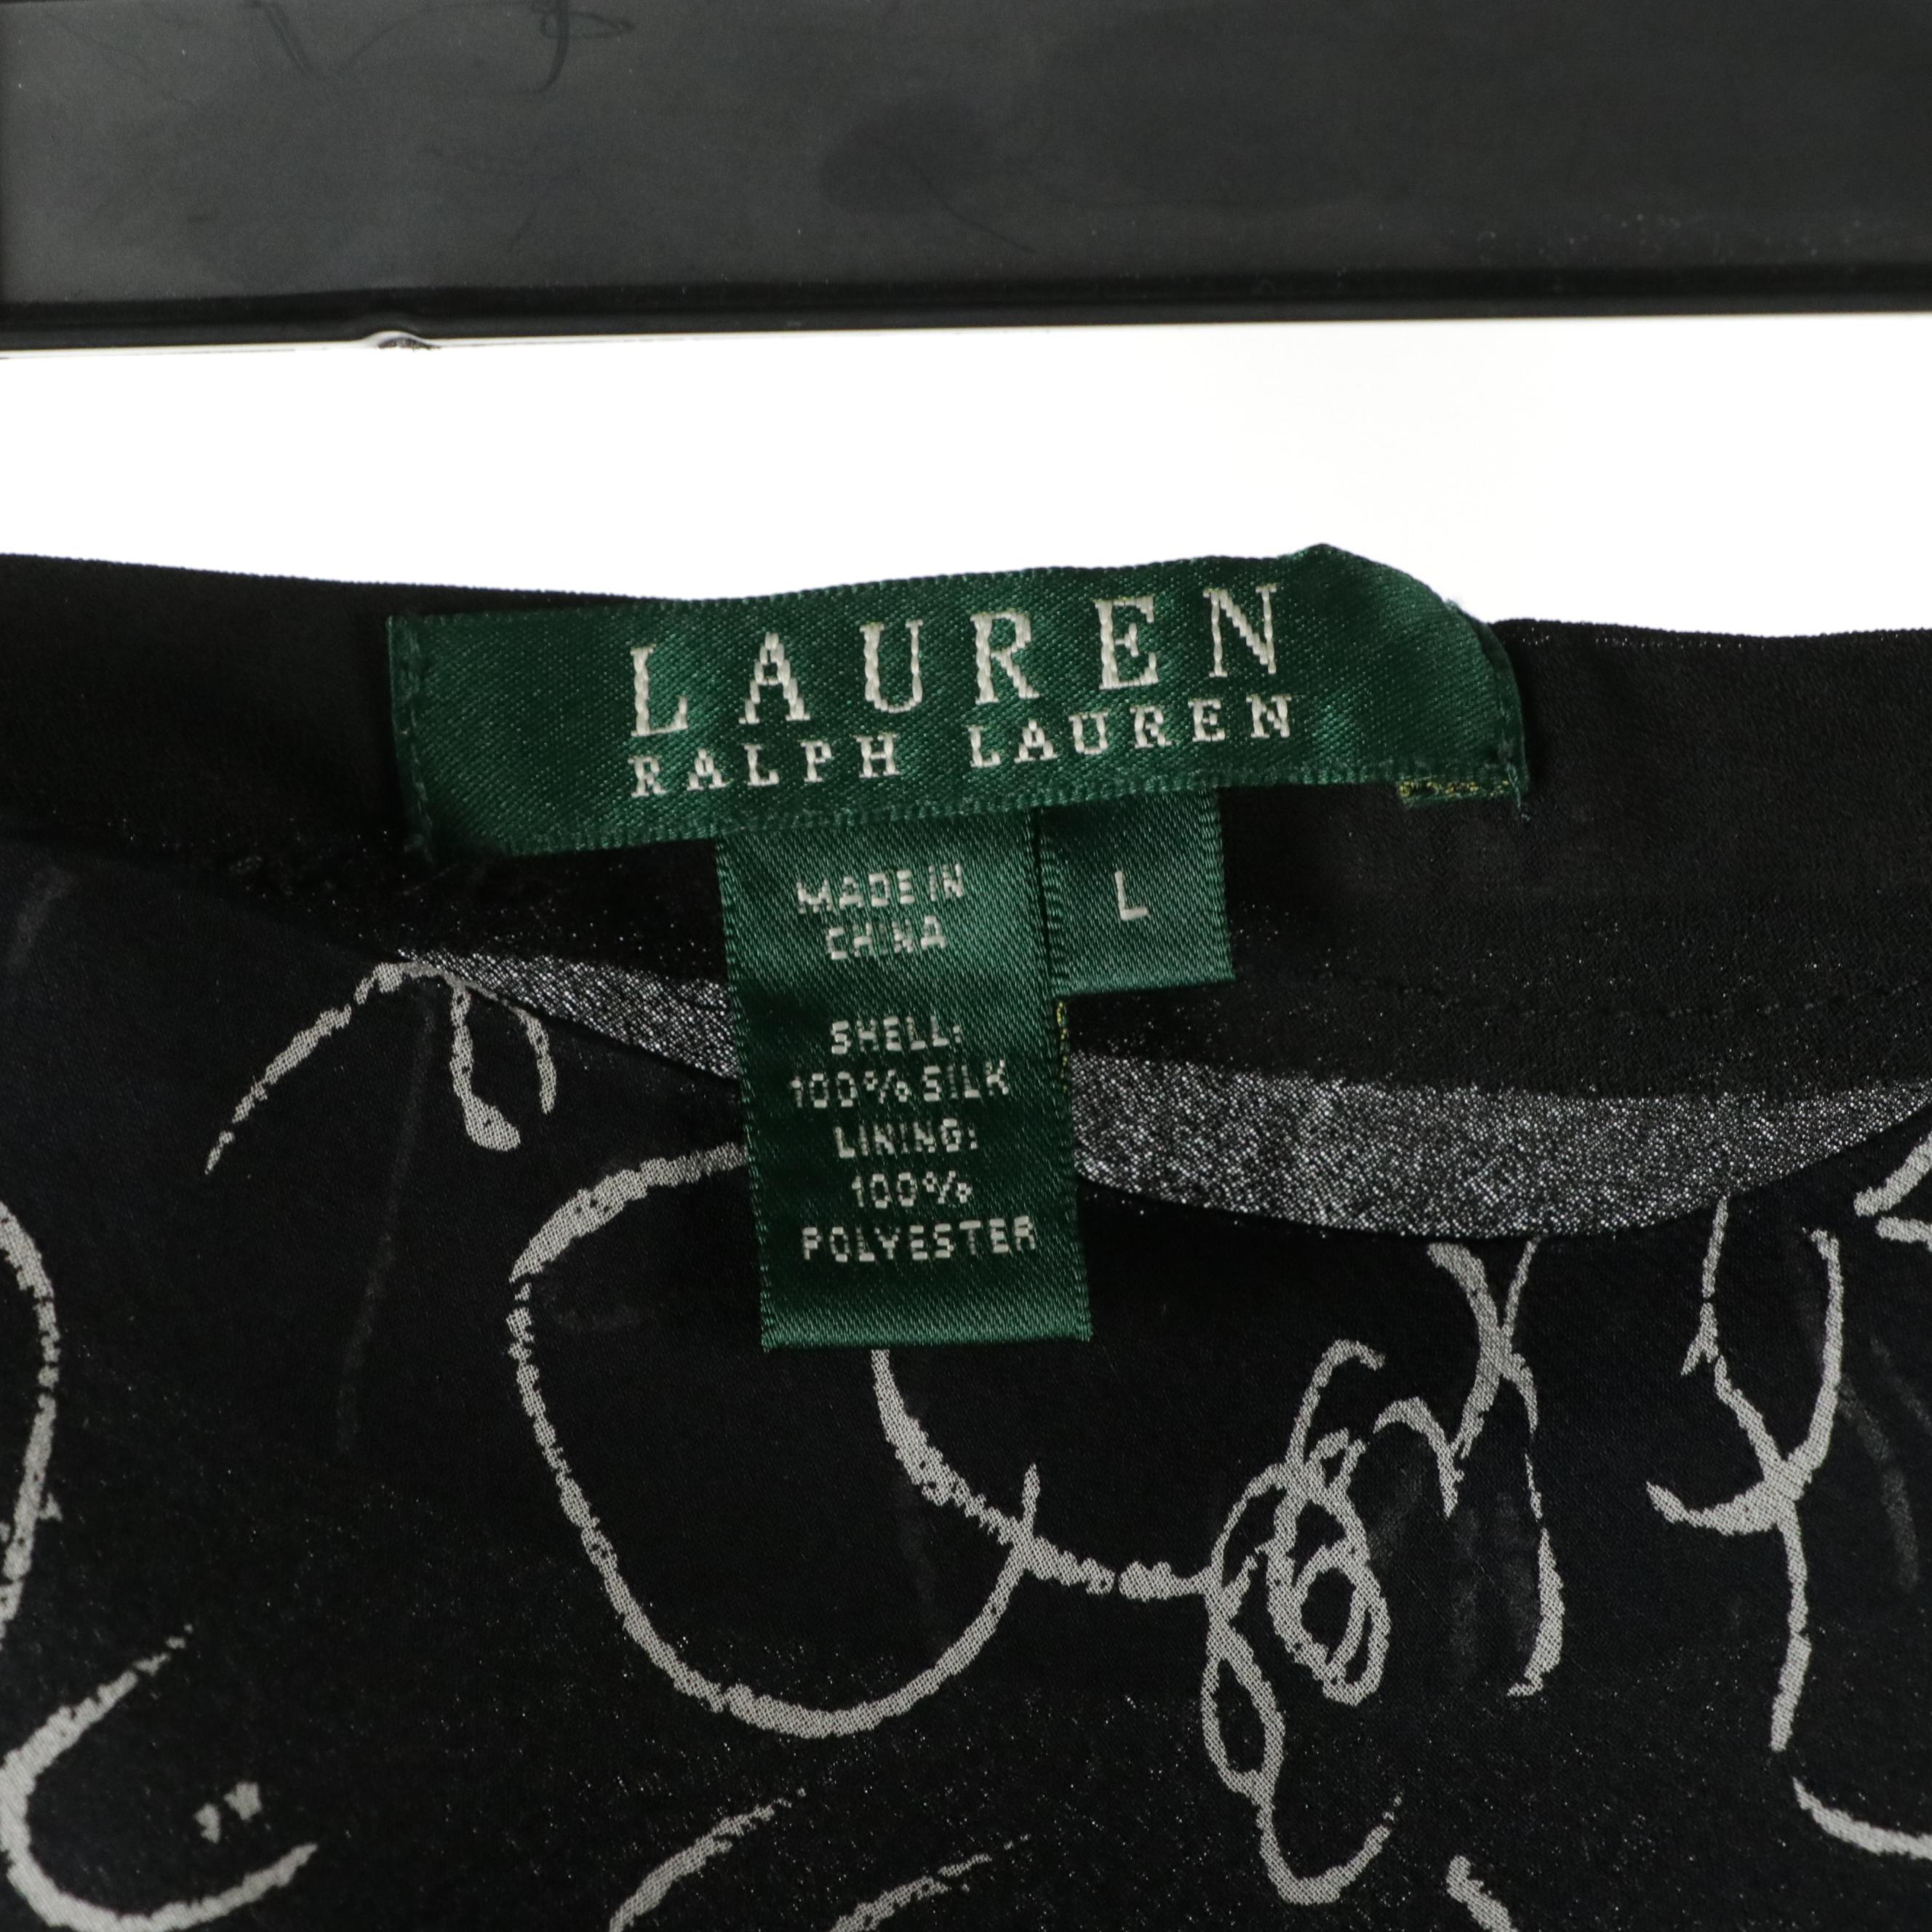 LAUREN
RALPH LAUREN
MADE IN
CHINA
L
SHELL:
100% SILK
LINING:
100%
POLYESTER